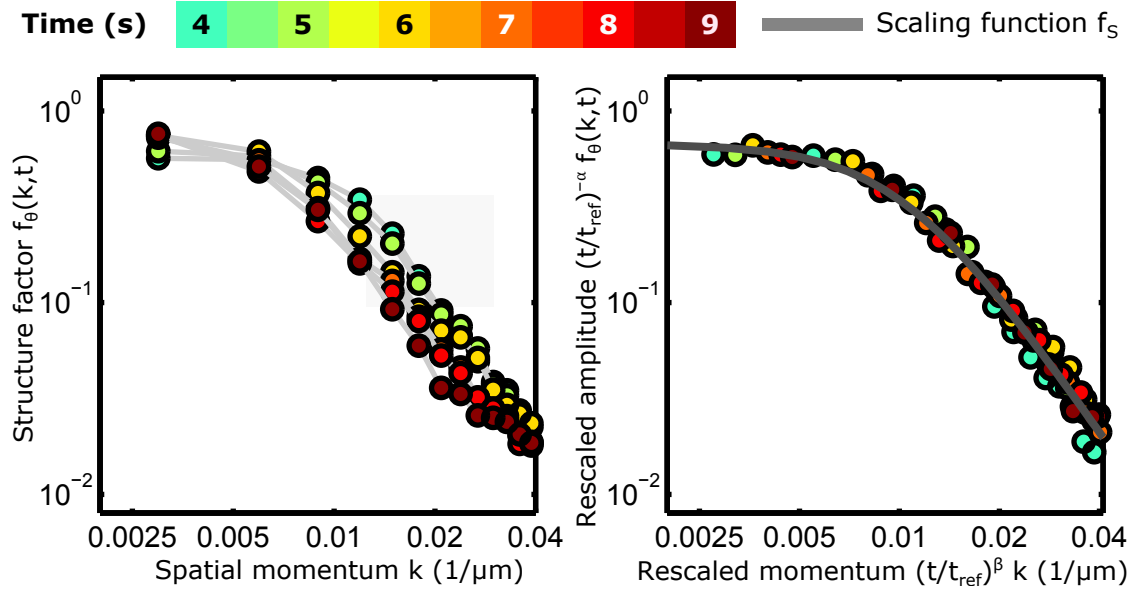 Time (s) 4 5 6 7 8 9 Scaling function f_S
Structure factor f_θ(k,t)
10^0
10^-1
10^-2
0.0025 0.005 0.01 0.02 0.04
Spatial momentum k (1/μm)
Rescaled amplitude (t/t_ref)^-α f_θ(k,t)
10^0
10^-1
10^-2
0.0025 0.005 0.01 0.02 0.04
Rescaled momentum (t/t_ref)^β k (1/μm)